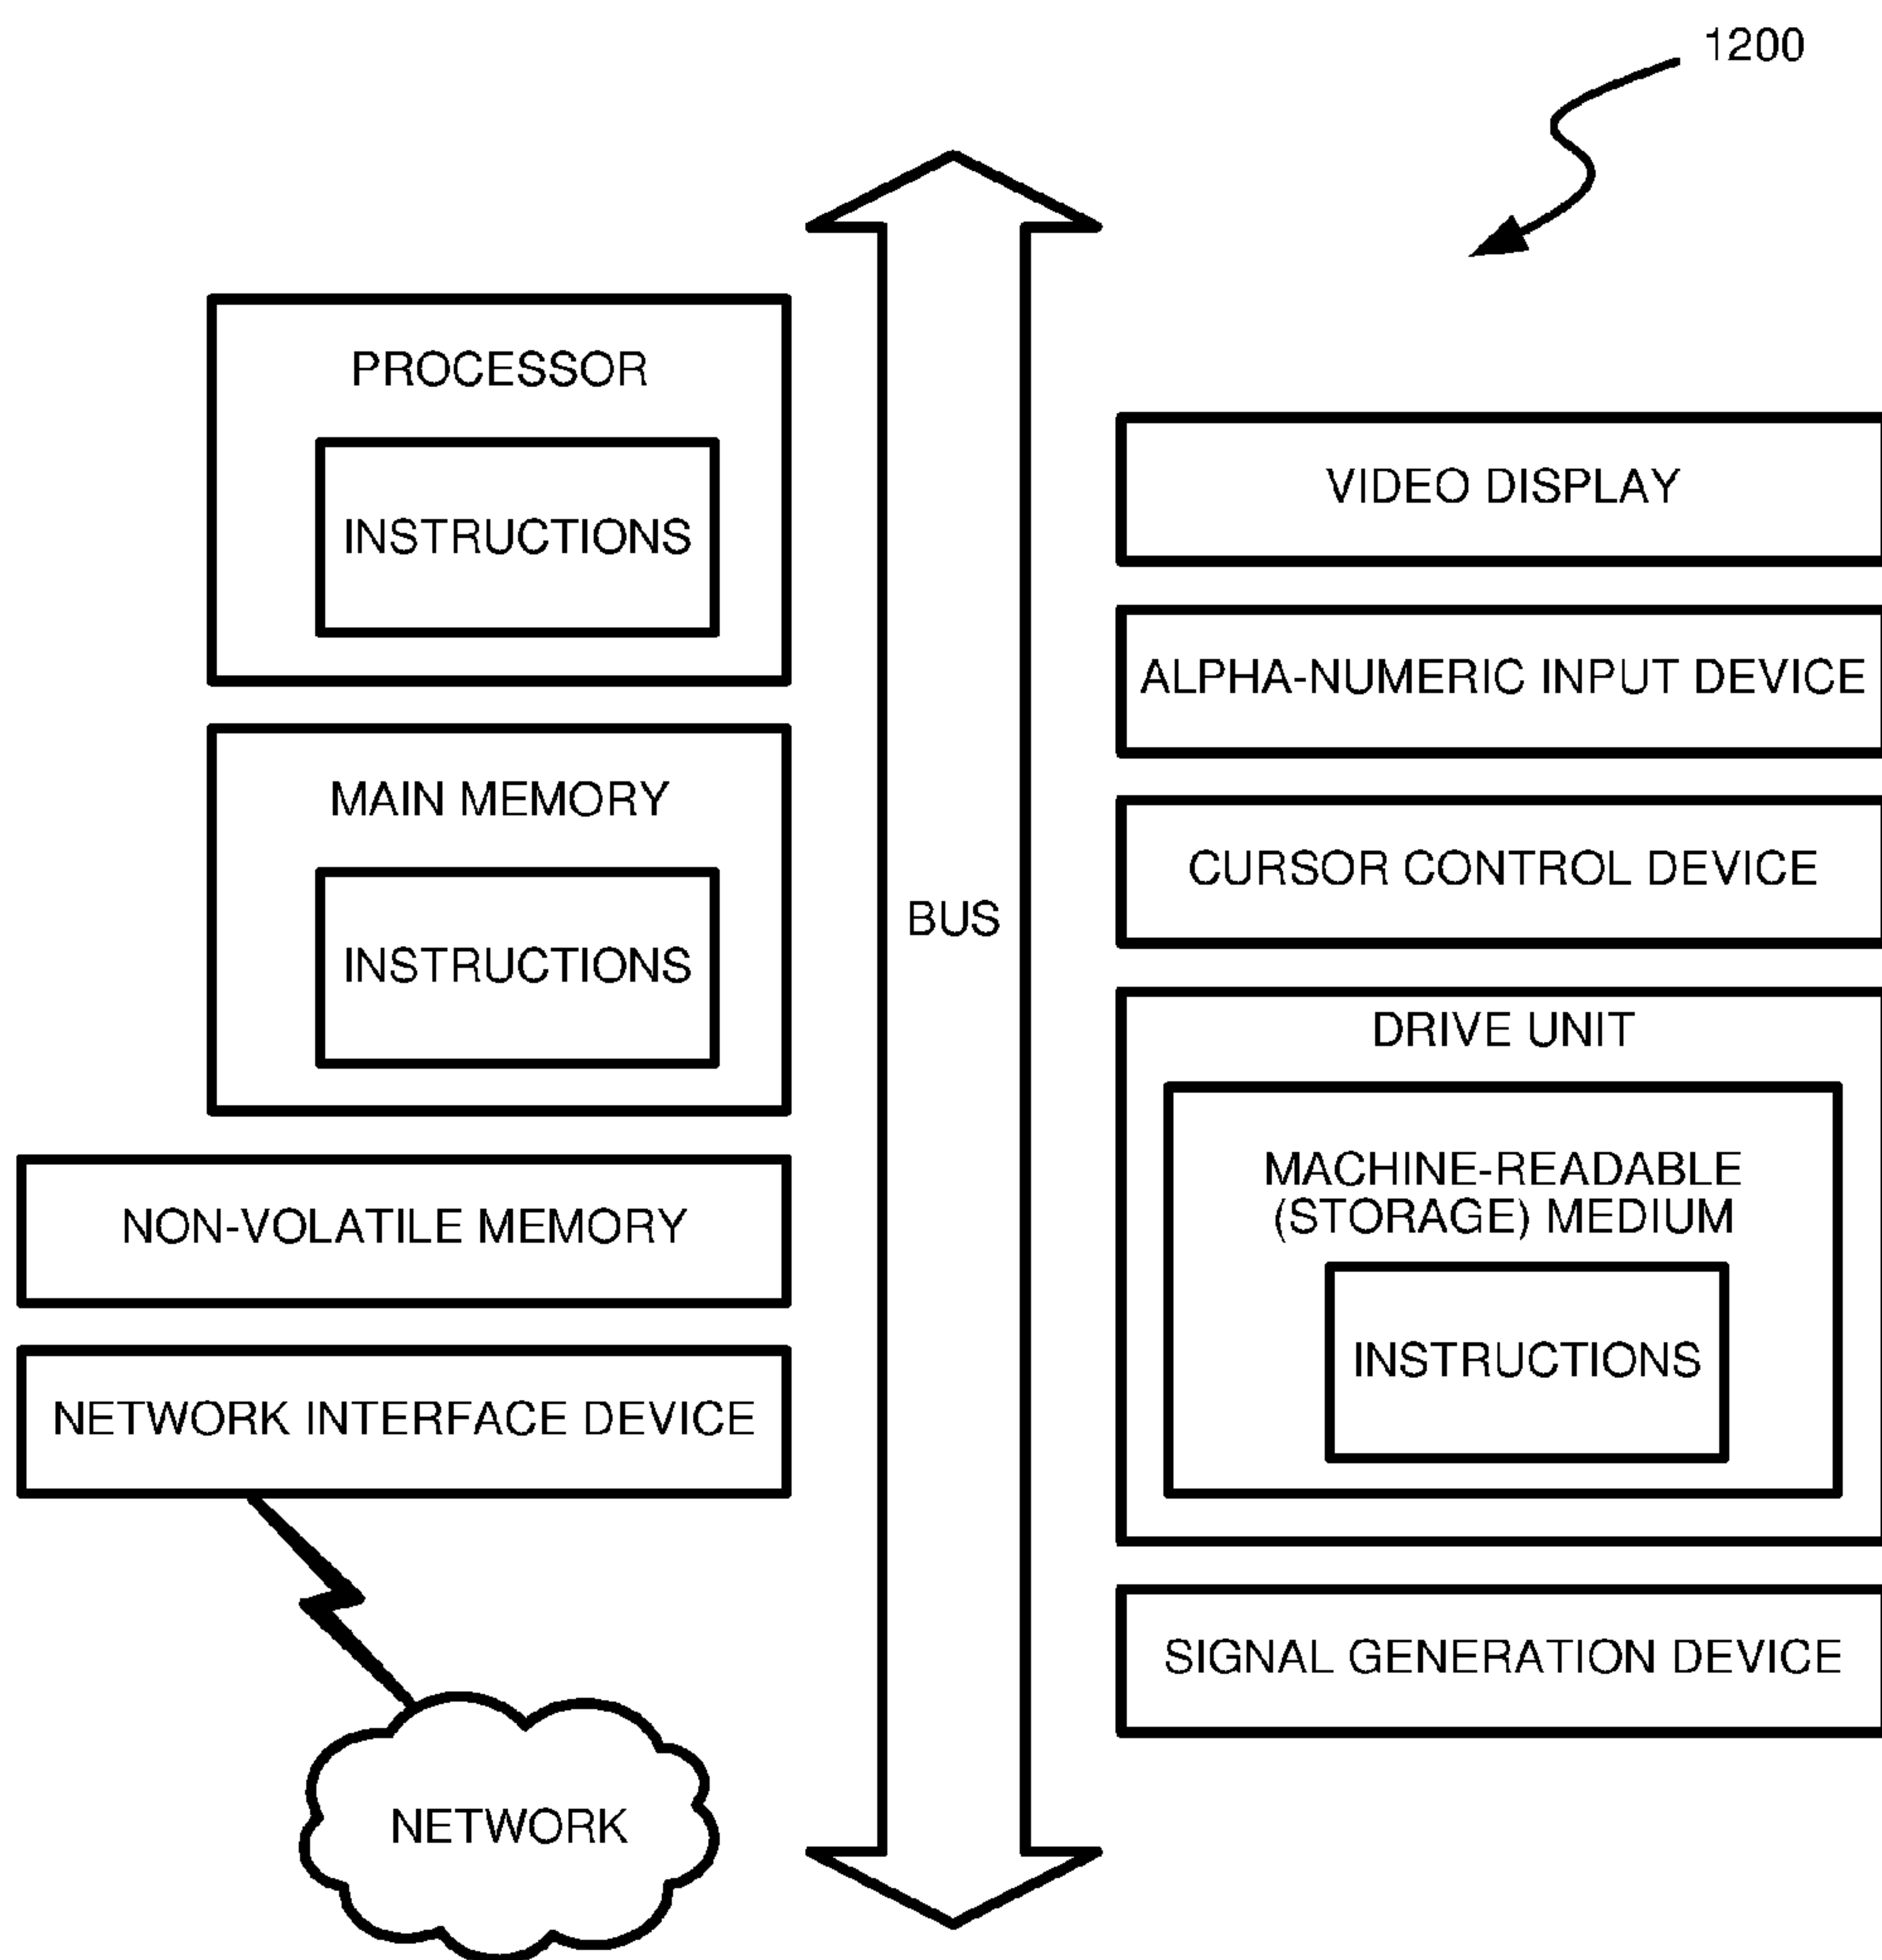 1200
PROCESSOR
INSTRUCTIONS
MAIN MEMORY
INSTRUCTIONS
NON-VOLATILE MEMORY
NETWORK INTERFACE DEVICE
NETWORK
BUS
VIDEO DISPLAY
ALPHA-NUMERIC INPUT DEVICE
CURSOR CONTROL DEVICE
DRIVE UNIT
MACHINE-READABLE
(STORAGE) MEDIUM
INSTRUCTIONS
SIGNAL GENERATION DEVICE